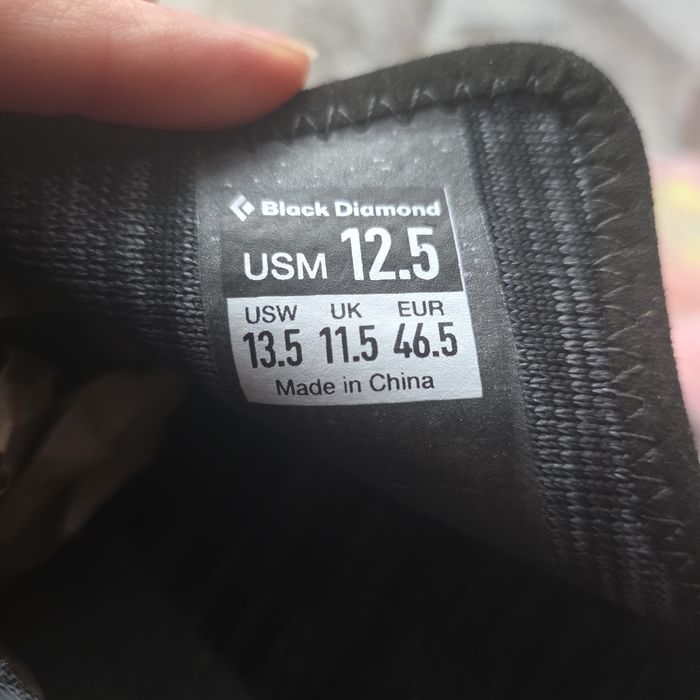 Black Diamond
USM 12.5
USW UK EUR
13.5 11.5 46.5
Made in China